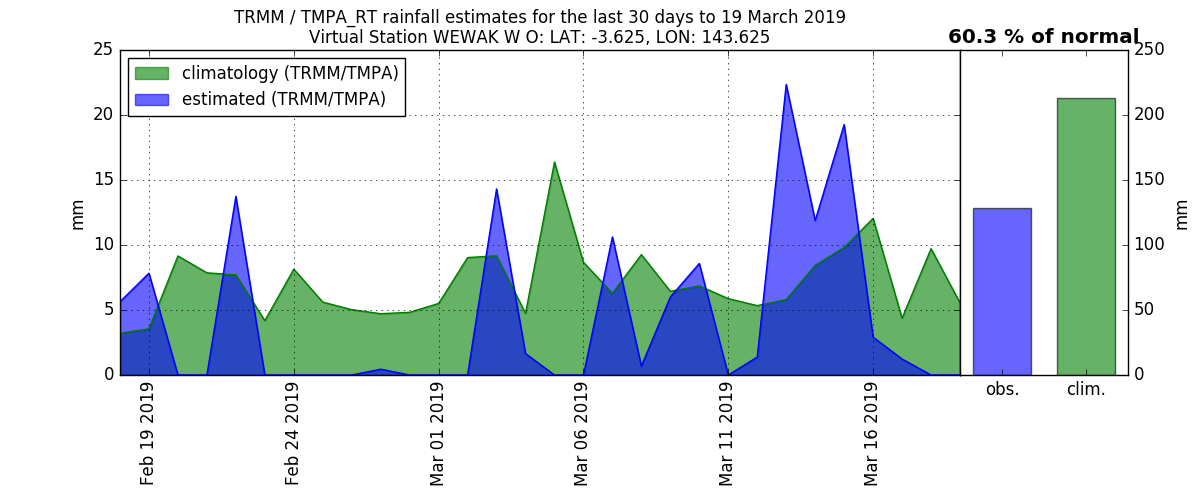 TRMM / TMPA_RT rainfall estimates for the last 30 days to 19 March 2019
Virtual Station WEWAK W O: LAT: -3.625, LON: 143.625
60.3 % of normal
climatology (TRMM/TMPA)
estimated (TRMM/TMPA)
mm
25
20
15
10
5
0
Feb 19 2019
Feb 24 2019
Mar 01 2019
Mar 06 2019
Mar 11 2019
Mar 16 2019
obs.
clim.
250
200
150
100
50
0
mm